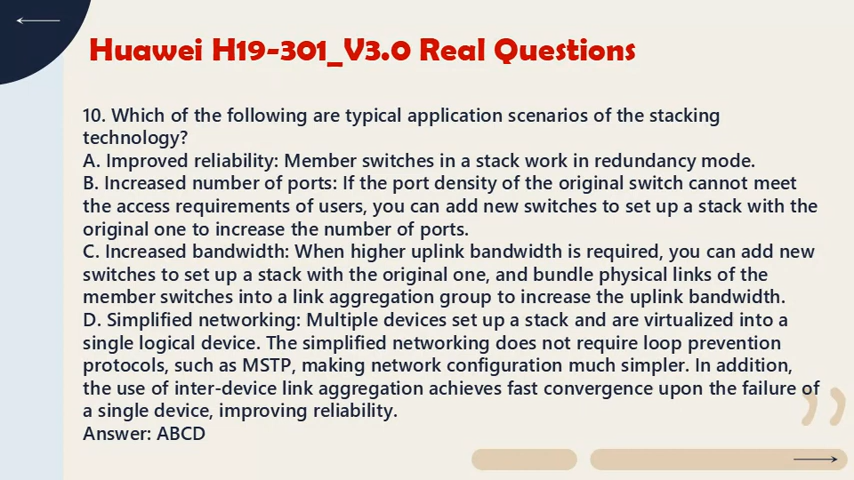 Huawei H19-301_V3.0 Real Questions
10. Which of the following are typical application scenarios of the stacking
technology?
A. Improved reliability: Member switches in a stack work in redundancy mode.
B. Increased number of ports: If the port density of the original switch cannot meet
the access requirements of users, you can add new switches to set up a stack with the
original one to increase the number of ports.
C. Increased bandwidth: When higher uplink bandwidth is required, you can add new
switches to set up a stack with the original one, and bundle physical links of the
member switches into a link aggregation group to increase the uplink bandwidth.
D. Simplified networking: Multiple devices set up a stack and are virtualized into a
single logical device. The simplified networking does not require loop prevention
protocols, such as MSTP, making network configuration much simpler. In addition,
the use of inter-device link aggregation achieves fast convergence upon the failure of
a single device, improving reliability.
Answer: ABCD